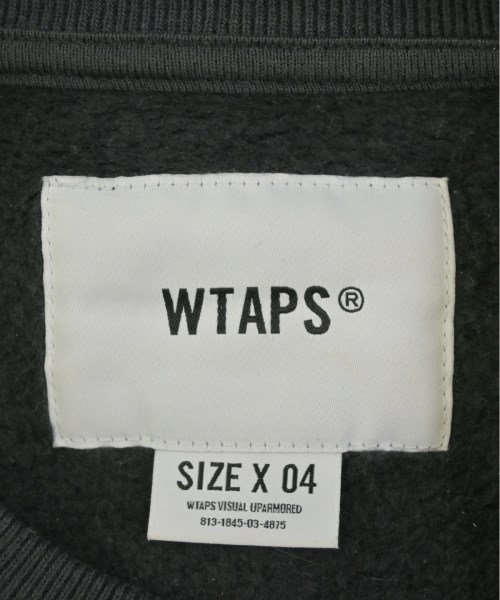 WTAPS®
SIZE X 04
WTAPS VISUAL UPARMORED
813-1845-03-4875